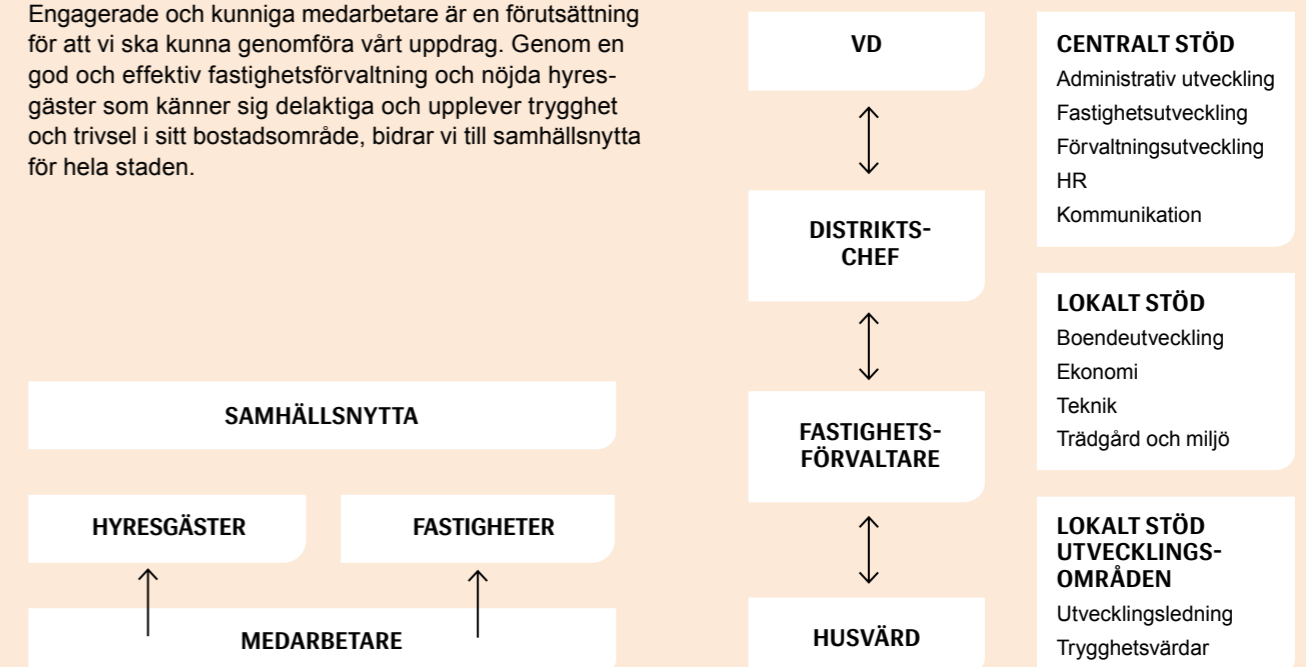 Engagerade och kunniga medarbetare är en förutsättning
för att vi ska kunna genomföra vårt uppdrag. Genom en
god och effektiv fastighetsförvaltning och nöjda hyres-
gäster som känner sig delaktiga och upplever trygghet
och trivsel i sitt bostadsområde, bidrar vi till samhällsnytta
för hela staden.
SAMHÄLLSNYTTA
HYRESGÄSTER
FASTIGHETER
MEDARBETARE
VD
DISTRIKTS-
CHEF
FASTIGHETS-
FÖRVALTARE
HUSVÄRD
CENTRALT STÖD
Administrativ utveckling
Fastighetsutveckling
Förvaltningsutveckling
HR
Kommunikation
LOKALT STÖD
Boendeutveckling
Ekonomi
Teknik
Trädgård och miljö
LOKALT STÖD
UTVECKLINGS-
OMRÅDEN
Utvecklingsledning
Trygghetsvärdar